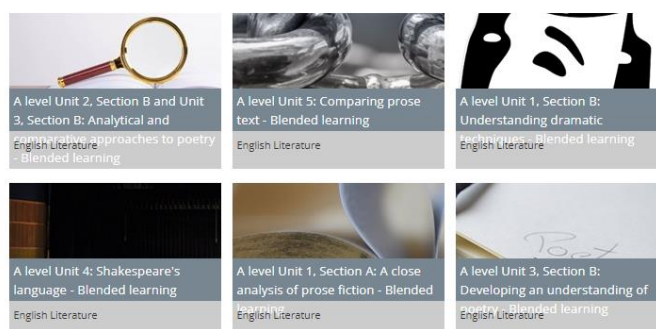 A level Unit 2, Section B and Unit
3, Section B: Analytical and
comparative approaches to poetry
- Blended learning
English Literature
A level Unit 5: Comparing prose
text - Blended learning
English Literature
A level Unit 1, Section B:
Understanding dramatic
techniques - Blended learning
English Literature
A level Unit 4: Shakespeare's
language - Blended learning
English Literature
A level Unit 1, Section A: A close
analysis of prose fiction - Blended
learning
English Literature
Poet
A level Unit 3, Section B:
Developing an understanding of
poetry - Blended learning
English Literature